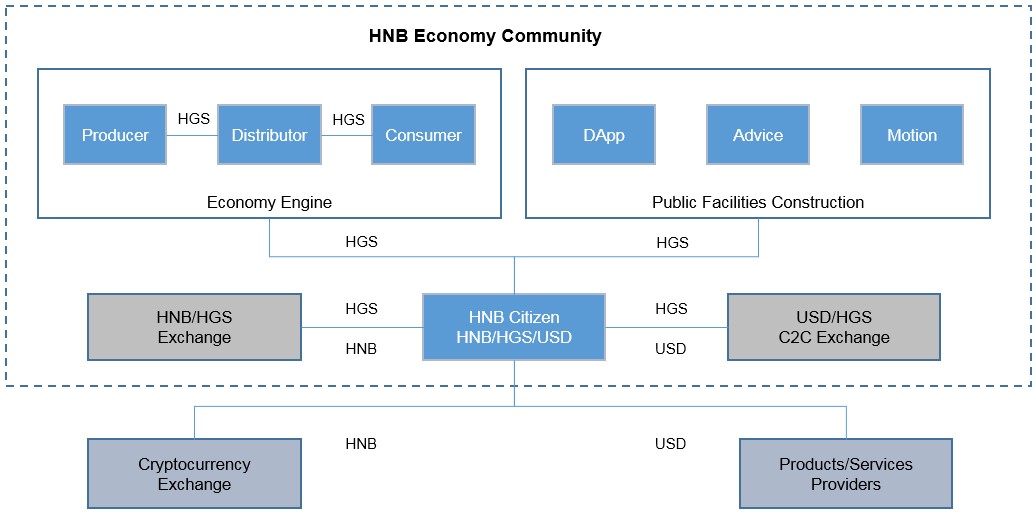 HNB Economy Community
HGS
HGS
Producer
Distributor
Consumer
DApp
Advice
Motion
Economy Engine
Public Facilities Construction
HGS
HGS
HNB/HGS
Exchange
HGS
HNB
HNB Citizen
HNB/HGS/USD
HGS
USD
USD/HGS
C2C Exchange
Cryptocurrency
Exchange
HNB
USD
Products/Services
Providers